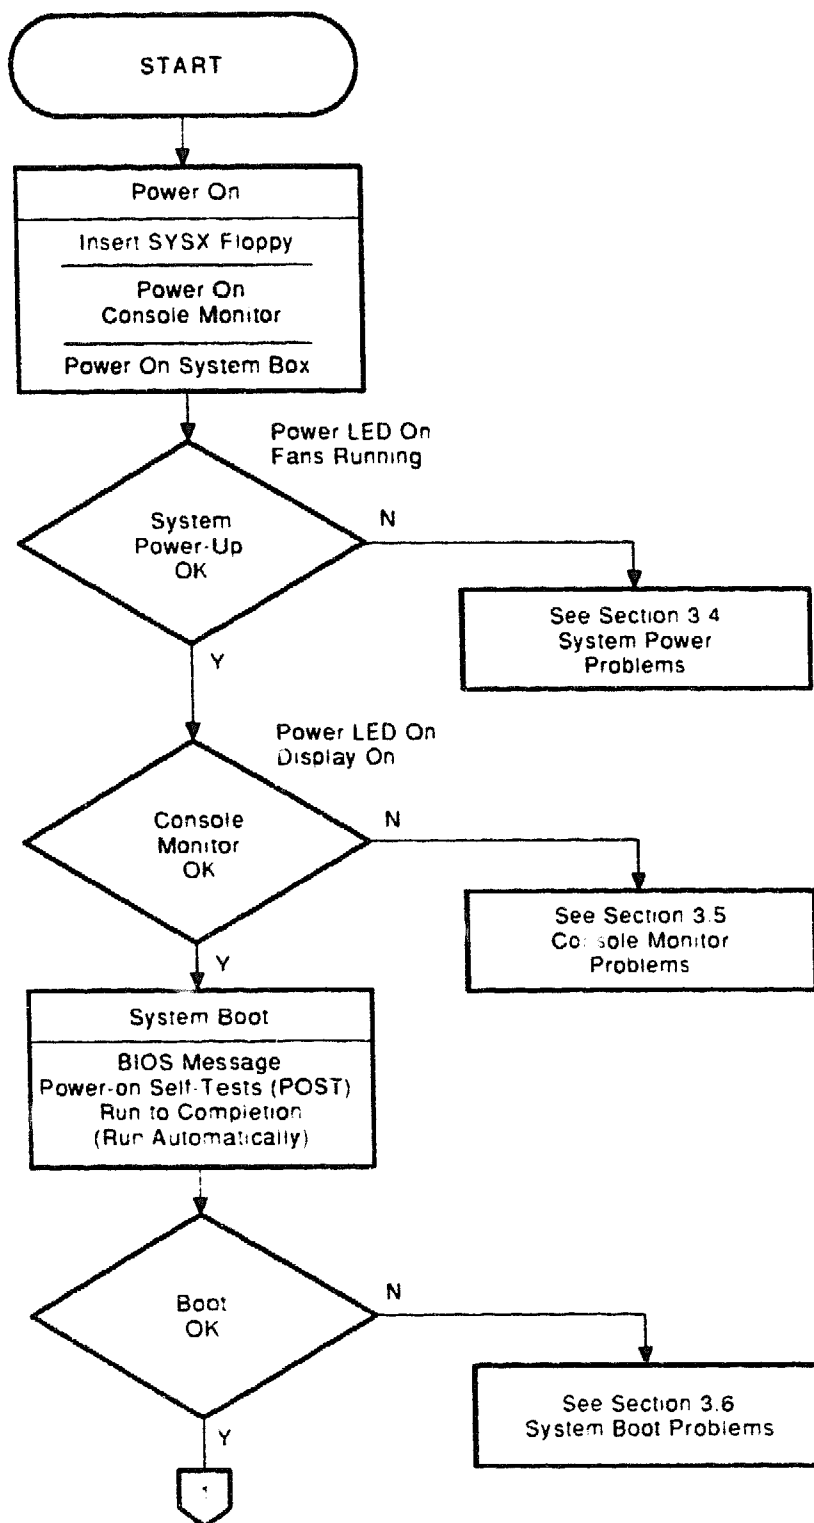 START
Power On
Insert SYSX Floppy
Power On
Console Monitor
Power On System Box
Power LED On
Fans Running
System
Power-Up
OK
N
See Section 3 4
System Power
Problems
Y
Power LED On
Display On
Console
Monitor
OK
N
See Section 3.5
Console Monitor
Problems
Y
System Boot
BIOS Message
Power-on Self-Tests (POST)
Run to Completion
(Run Automatically)
Boot
OK
N
See Section 3.6
System Boot Problems
Y
1